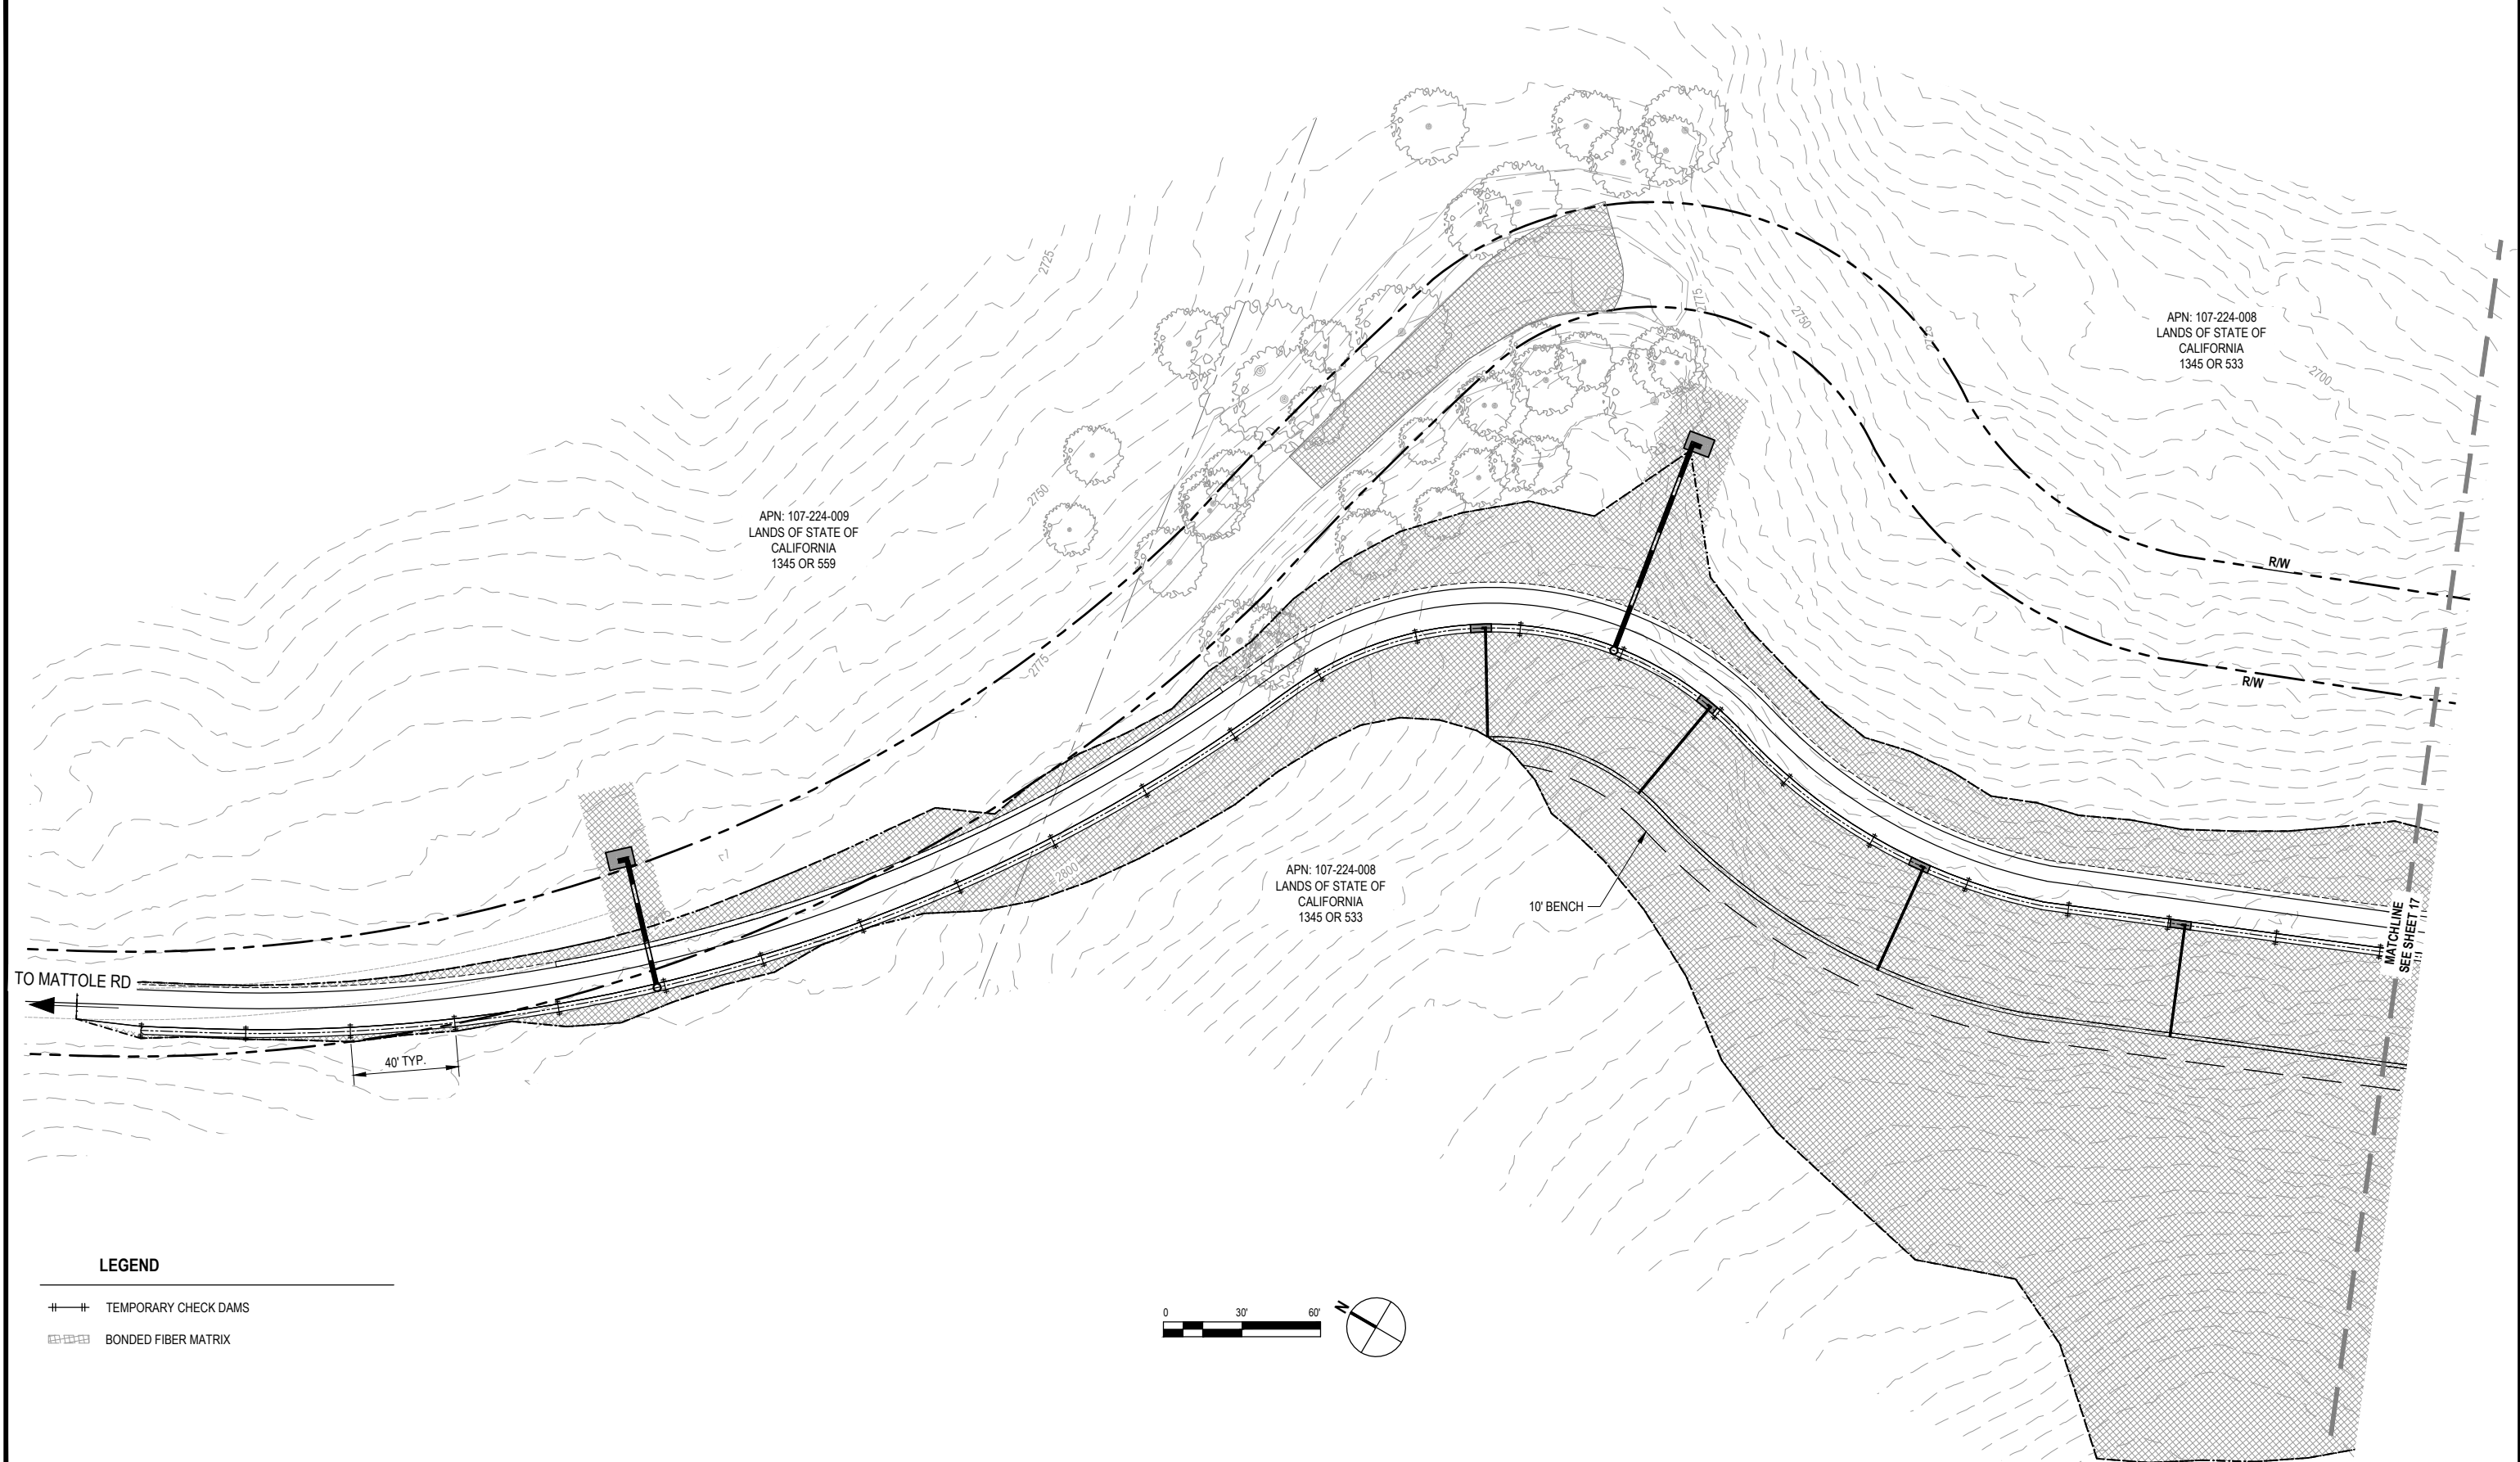 2725
2775
2750
2725
APN: 107-224-008
LANDS OF STATE OF
CALIFORNIA
1345 OR 533
2700
2750
APN: 107-224-009
LANDS OF STATE OF
CALIFORNIA
1345 OR 559
R/W
2775
R/W
2800
APN: 107-224-008
LANDS OF STATE OF
CALIFORNIA
1345 OR 533
10' BENCH
MATCHLINE
SEE SHEET 17
TO MATTOLE RD
40' TYP.
LEGEND
TEMPORARY CHECK DAMS
BONDED FIBER MATRIX
0 30' 60'
N